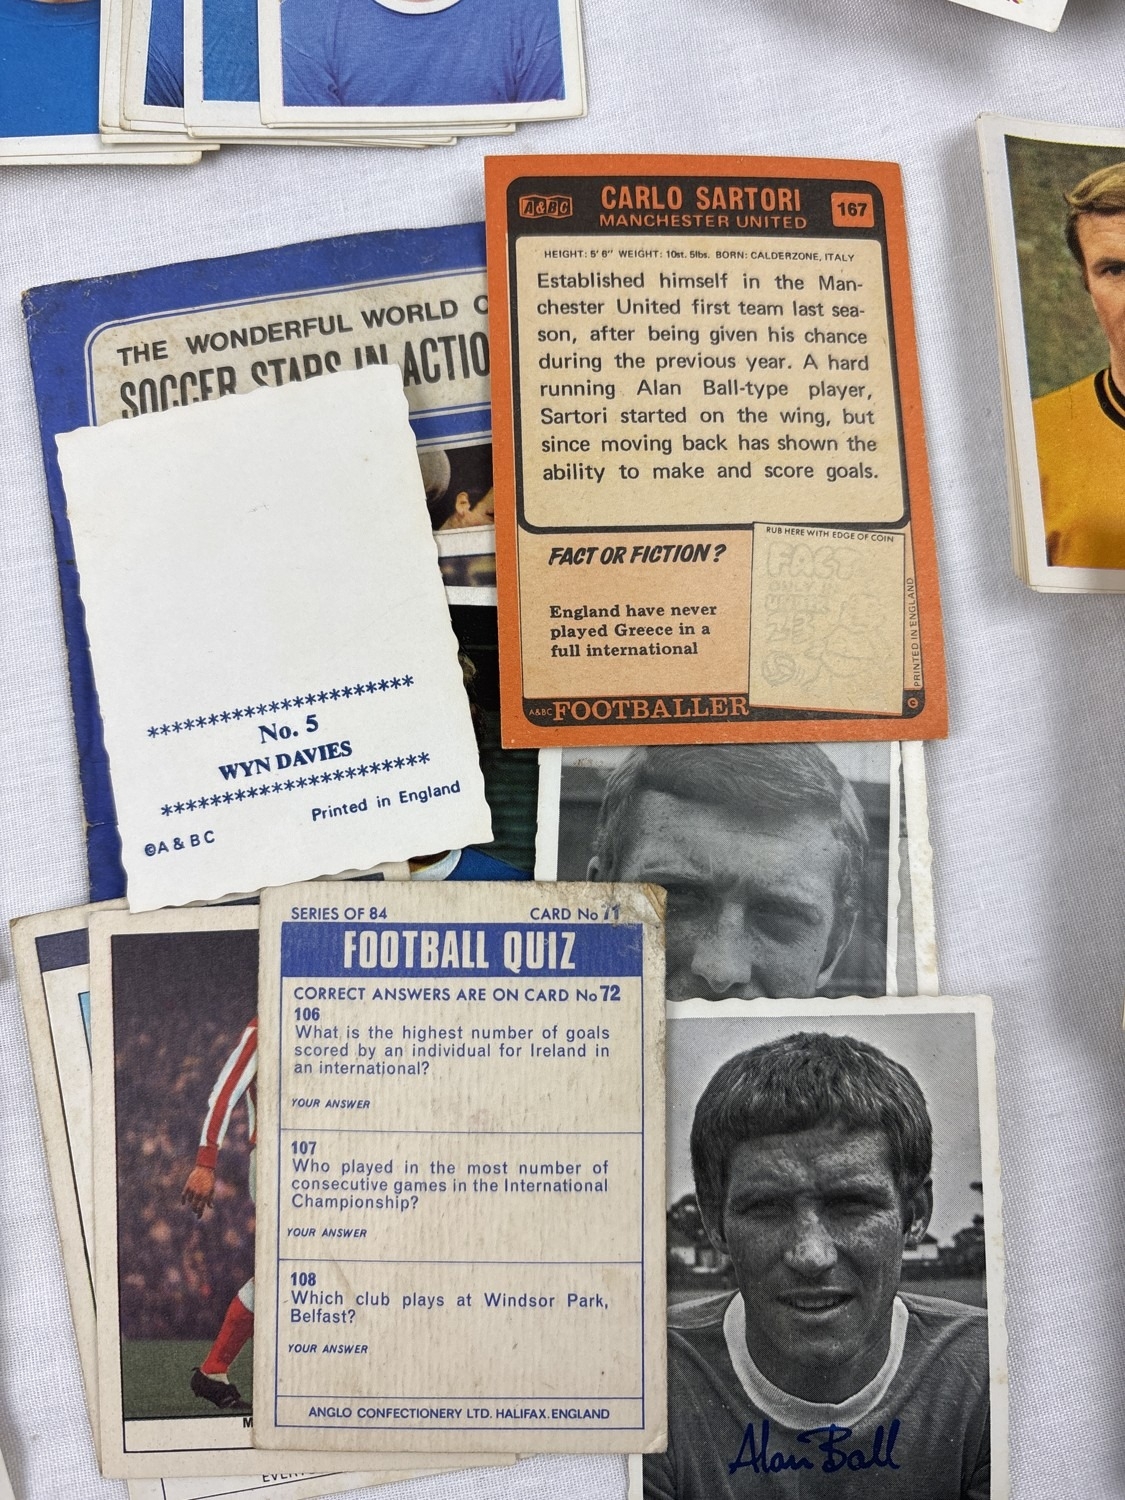 A&BC
CARLO SARTORI
MANCHESTER UNITED
167
HEIGHT: 5' 6" WEIGHT: 10st. 5lbs. BORN: CALDERZONE, ITALY
Established himself in the Man-
chester United first team last sea-
son, after being given his chance
during the previous year. A hard
running Alan Ball-type player,
Sartori started on the wing, but
since moving back has shown the
ability to make and score goals.
FACT OR FICTION?
England have never
played Greece in a
full international
RUB HERE WITH EDGE OF COIN
FACT
PRINTED IN ENGLAND
A&BC FOOTBALLER
©
THE WONDERFUL WORLD
SOCCER STARS IN ACTIO
*********************
No. 5
WYN DAVIES
*********************
Printed in England
©A & BC
SERIES OF 84
CARD No 71
FOOTBALL QUIZ
CORRECT ANSWERS ARE ON CARD No 72
106
What is the highest number of goals
scored by an individual for Ireland in
an international?
YOUR ANSWER
107
Who played in the most number of
consecutive games in the International
Championship?
YOUR ANSWER
108
Which club plays at Windsor Park,
Belfast?
YOUR ANSWER
ANGLO CONFECTIONERY LTD. HALIFAX. ENGLAND
M
EVERT
Alan Ball